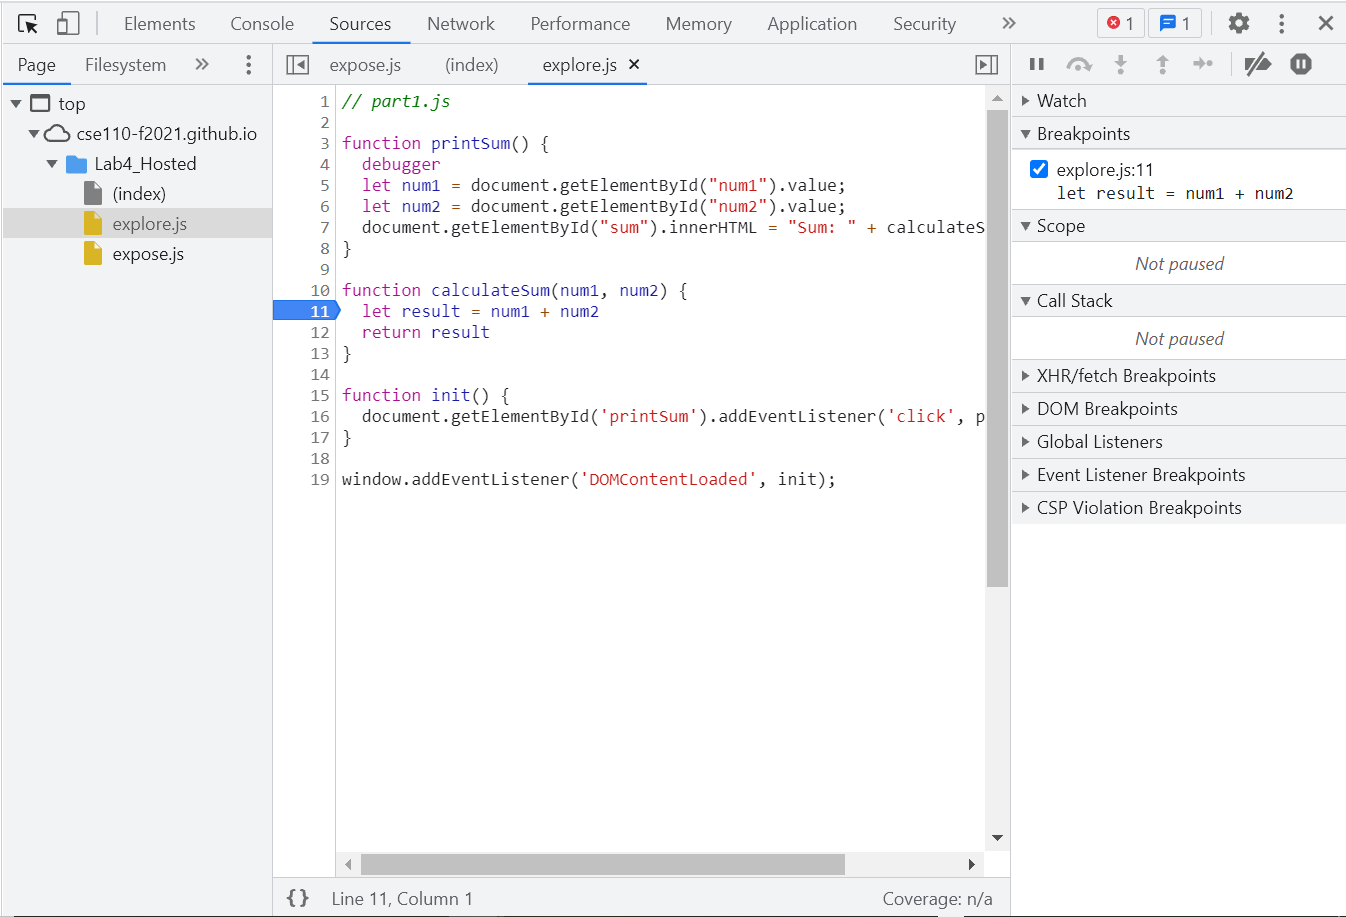 Elements Console Sources Network Performance Memory Application Security » 1 1
Page Filesystem »
top
cse110-f2021.github.io
Lab4_Hosted
(index)
explore.js
expose.js
expose.js (index) explore.js ×
1 // part1.js
2
3 function printSum() {
4 debugger
5 let num1 = document.getElementById("num1").value;
6 let num2 = document.getElementById("num2").value;
7 document.getElementById("sum").innerHTML = "Sum: " + calculateS
8 }
9
10 function calculateSum(num1, num2) {
11 let result = num1 + num2
12 return result
13 }
14
15 function init() {
16 document.getElementById('printSum').addEventListener('click', p
17 }
18
19 window.addEventListener('DOMContentLoaded', init);
{} Line 11, Column 1 Coverage: n/a
Watch
Breakpoints
explore.js:11
let result = num1 + num2
Scope
Not paused
Call Stack
Not paused
XHR/fetch Breakpoints
DOM Breakpoints
Global Listeners
Event Listener Breakpoints
CSP Violation Breakpoints